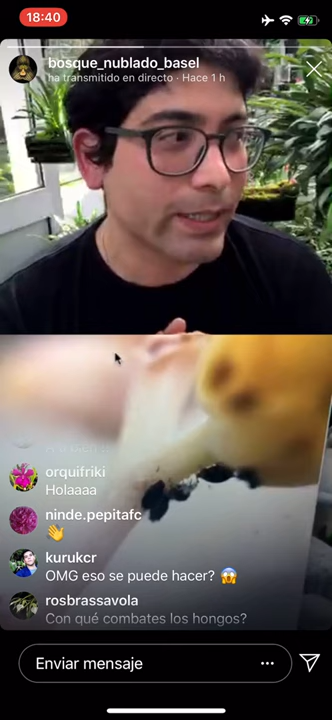 18:40
bosque_nublado_basel
ha transmitido en directo · Hace 1 h
orquifriki
Holaaaa
ninde.pepitafc
👋
kurukcr
OMG eso se puede hacer? 😱
rosbrassavola
Con qué combates los hongos?
Enviar mensaje